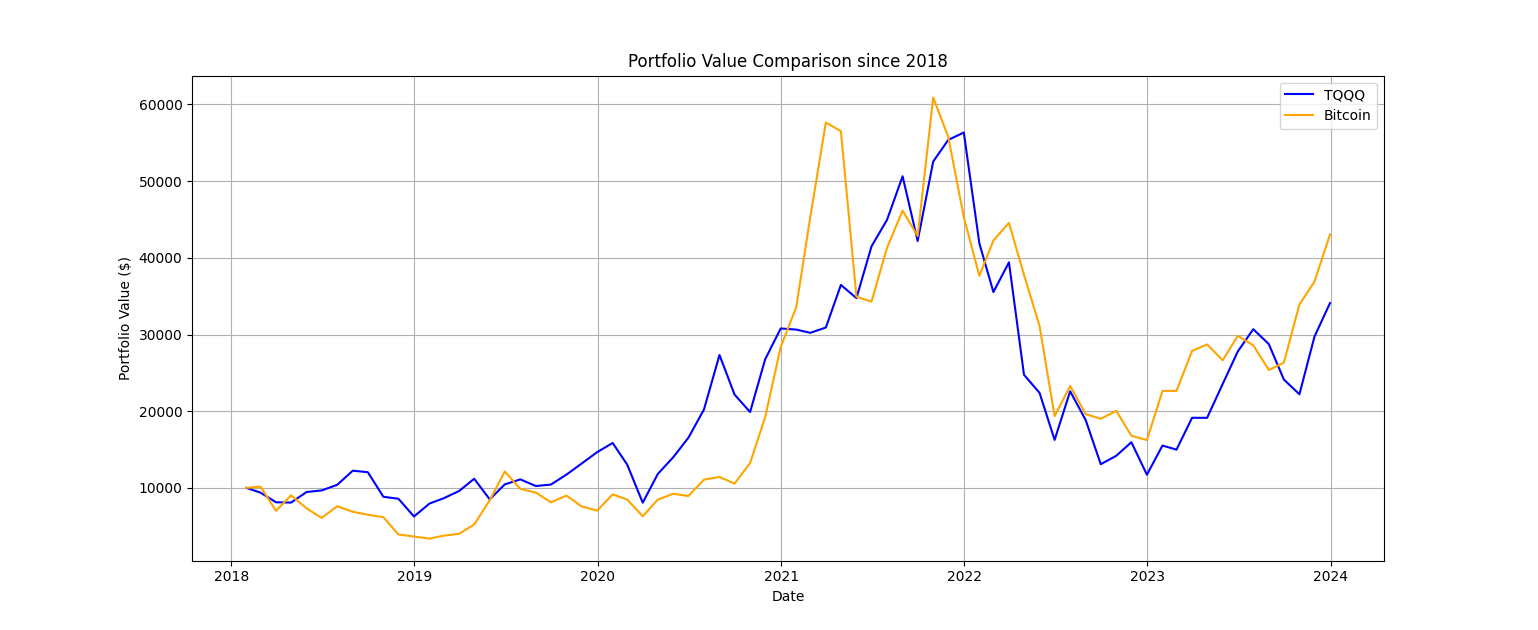 Portfolio Value Comparison since 2018
TQQQ
Bitcoin
Portfolio Value ($)
60000
50000
40000
30000
20000
10000
2018 2019 2020 2021 2022 2023 2024
Date